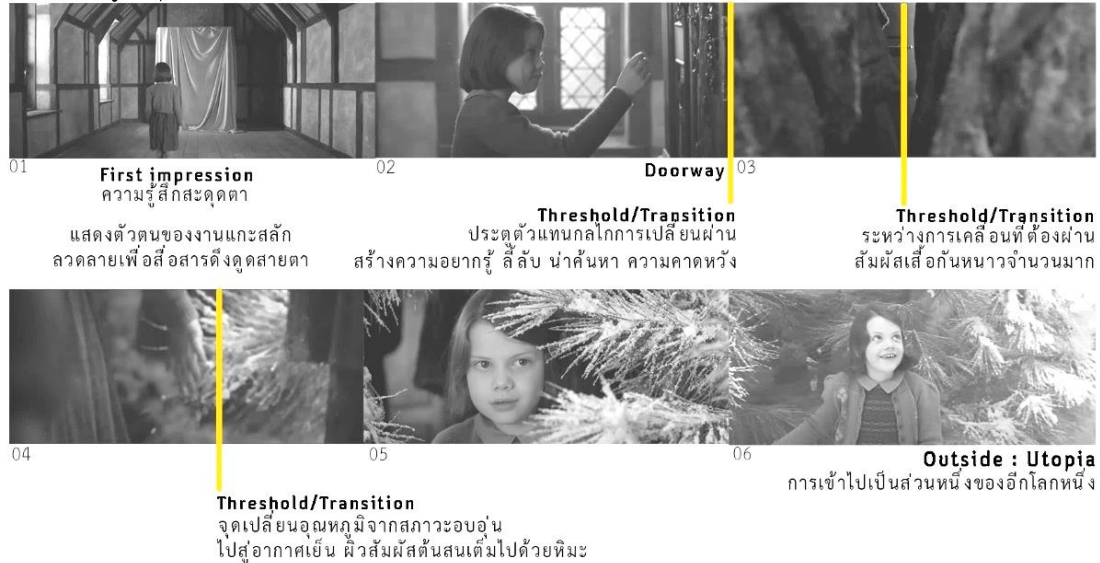 01
First impression
ความรู้สึกสะดุดตา
แสดงตัวตนของงานแกะสลัก
ลวดลายเพื่อสื่อสารดึงดูดสายตา
02
Doorway
Threshold/Transition
ประตูตัวแทนกลไกการเปลี่ยนผ่าน
สร้างความอยากรู้ ลี้ลับ น่าค้นหา ความคาดหวัง
03
Threshold/Transition
ระหว่างการเคลื่อนที่ต้องผ่าน
สัมผัสเสื้อกันหนาวจำนวนมาก
04
Threshold/Transition
จุดเปลี่ยนอุณหภูมิจากสภาวะอบอุ่น
ไปสู่อากาศเย็น ผิวสัมผัสต้นสนเต็มไปด้วยหิมะ
05
06
Outside : Utopia
การเข้าไปเป็นส่วนหนึ่งของอีกโลกหนึ่ง